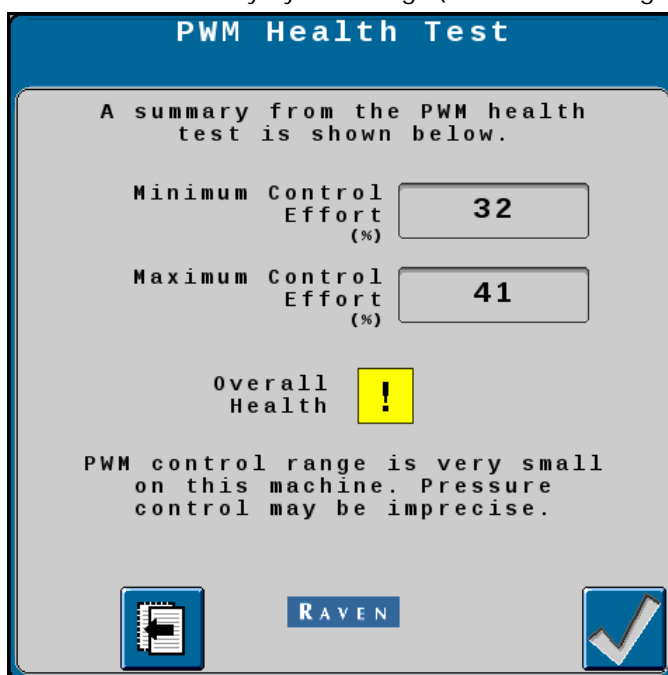 PWM Health Test
A summary from the PWM health
test is shown below.
Minimum Control
Effort
(%)
32
Maximum Control
Effort
(%)
41
Overall
Health
!
PWM control range is very small
on this machine. Pressure
control may be imprecise.
RAVEN